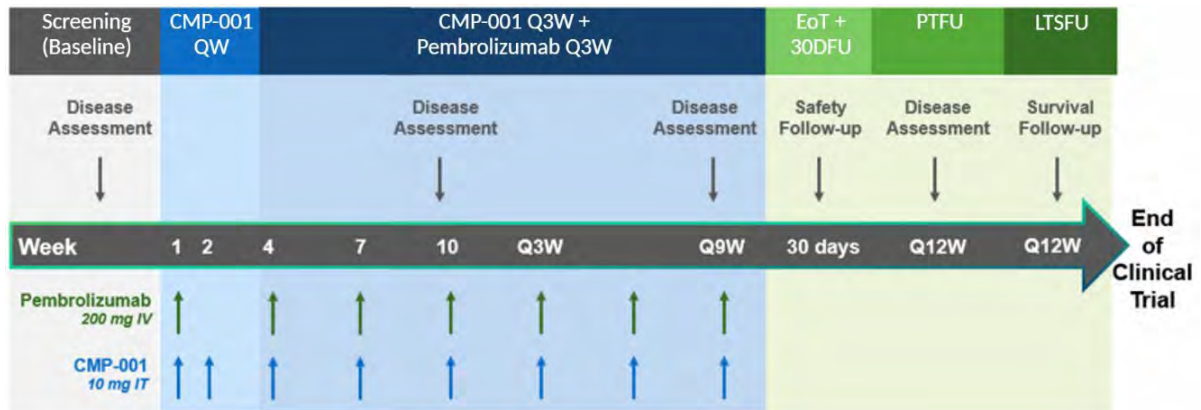 Screening
(Baseline)
CMP-001
QW
CMP-001 Q3W +
Pembrolizumab Q3W
EoT +
30DFU
PTFU
LTSFU
Disease
Assessment
Disease
Assessment
Disease
Assessment
Safety
Follow-up
Disease
Assessment
Survival
Follow-up
Week 1 2 4 7 10 Q3W Q9W 30 days Q12W Q12W
End
of
Clinical
Trial
Pembrolizumab
200 mg IV
CMP-001
10 mg IT